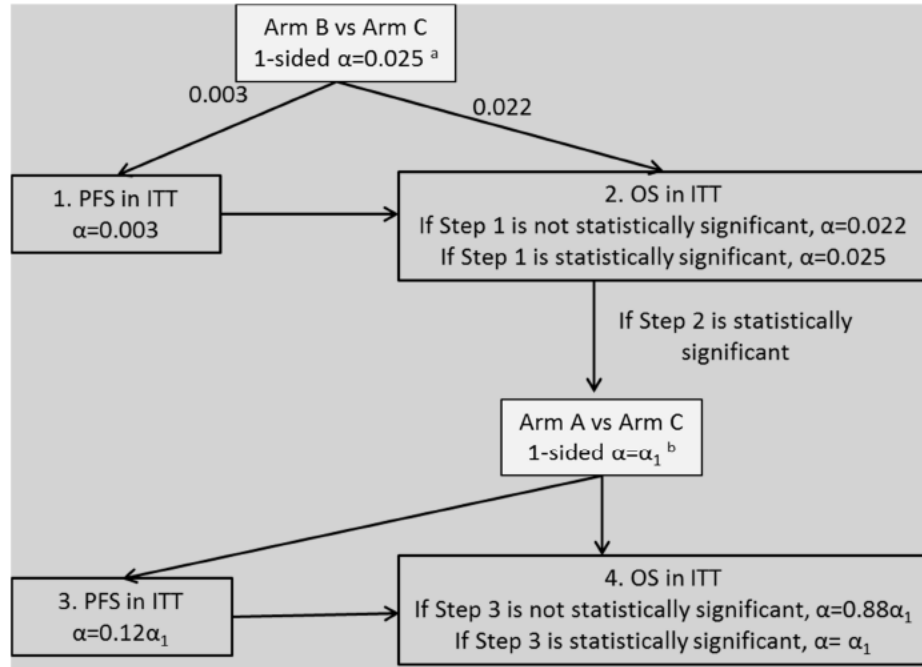 Arm B vs Arm C
1-sided α=0.025 ᵃ
0.003
0.022
1. PFS in ITT
α=0.003
2. OS in ITT
If Step 1 is not statistically significant, α=0.022
If Step 1 is statistically significant, α=0.025
If Step 2 is statistically
significant
Arm A vs Arm C
1-sided α=α₁ ᵇ
3. PFS in ITT
α=0.12α₁
4. OS in ITT
If Step 3 is not statistically significant, α=0.88α₁
If Step 3 is statistically significant, α= α₁